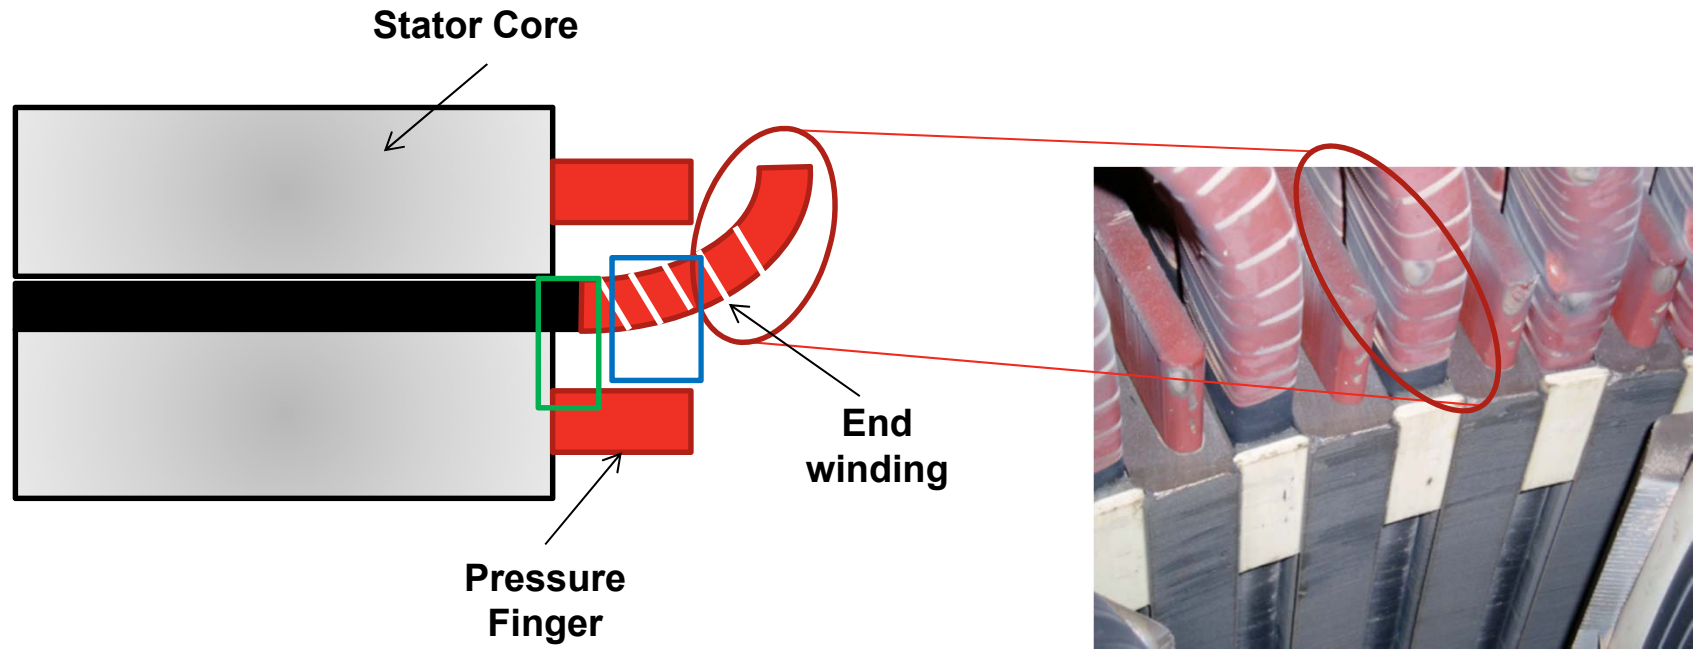 Stator Core
End
winding
Pressure
Finger